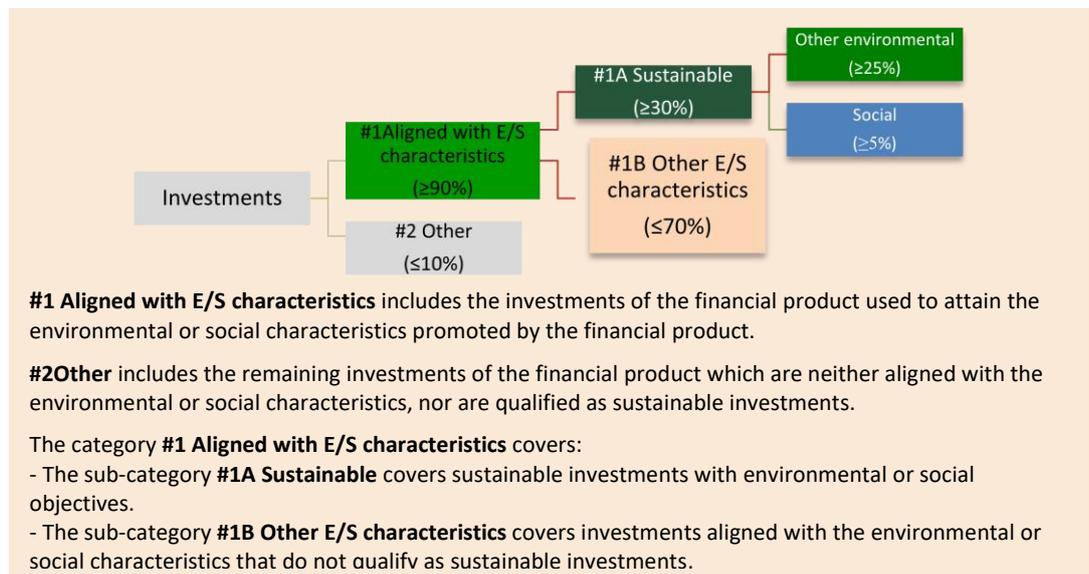 Other environmental
(≥25%)
#1A Sustainable
(≥30%)
Social
(≥5%)
#1Aligned with E/S
characteristics
(≥90%)
#1B Other E/S
characteristics
(≤70%)
Investments
#2 Other
(≤10%)
#1 Aligned with E/S characteristics includes the investments of the financial product used to attain the
environmental or social characteristics promoted by the financial product.
#2Other includes the remaining investments of the financial product which are neither aligned with the
environmental or social characteristics, nor are qualified as sustainable investments.
The category #1 Aligned with E/S characteristics covers:
- The sub-category #1A Sustainable covers sustainable investments with environmental or social
objectives.
- The sub-category #1B Other E/S characteristics covers investments aligned with the environmental or
social characteristics that do not qualify as sustainable investments.